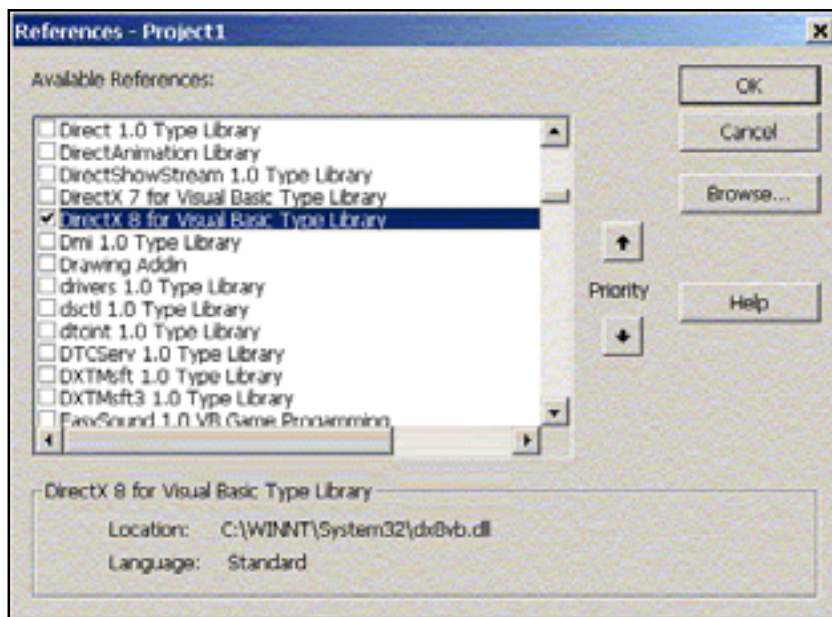 References - Project1
Available References:
Direct 1.0 Type Library
DirectAnimation Library
DirectShowStream 1.0 Type Library
DirectX 7 for Visual Basic Type Library
DirectX 8 for Visual Basic Type Library
Dmi 1.0 Type Library
Drawing Addin
drivers 1.0 Type Library
dsctl 1.0 Type Library
dtcint 1.0 Type Library
DTCServ 1.0 Type Library
DXTMsft 1.0 Type Library
DXTMsft3 1.0 Type Library
EasySound 1.0 VB Game Progamming
OK
Cancel
Browse...
Priority
Help
DirectX 8 for Visual Basic Type Library
Location: C:\WINNT\System32\dx8vb.dll
Language: Standard